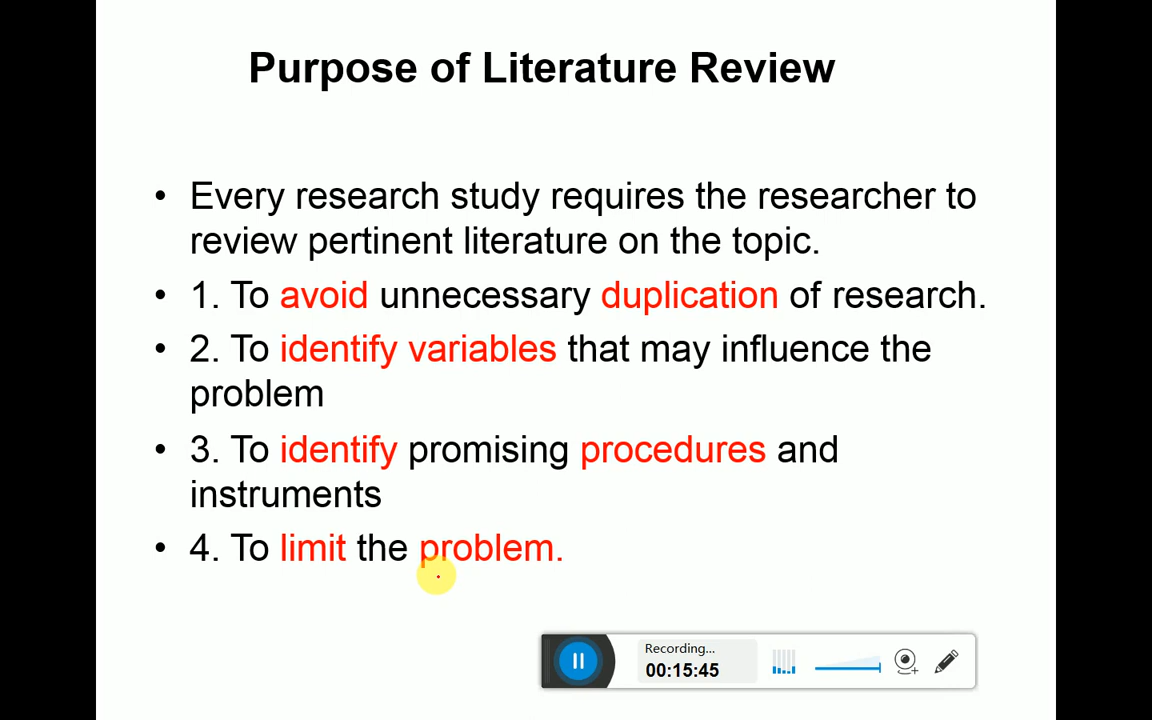 Purpose of Literature Review
• Every research study requires the researcher to
review pertinent literature on the topic.
• 1. To avoid unnecessary duplication of research.
• 2. To identify variables that may influence the
problem
• 3. To identify promising procedures and
instruments
• 4. To limit the problem.
Recording...
00:15:45